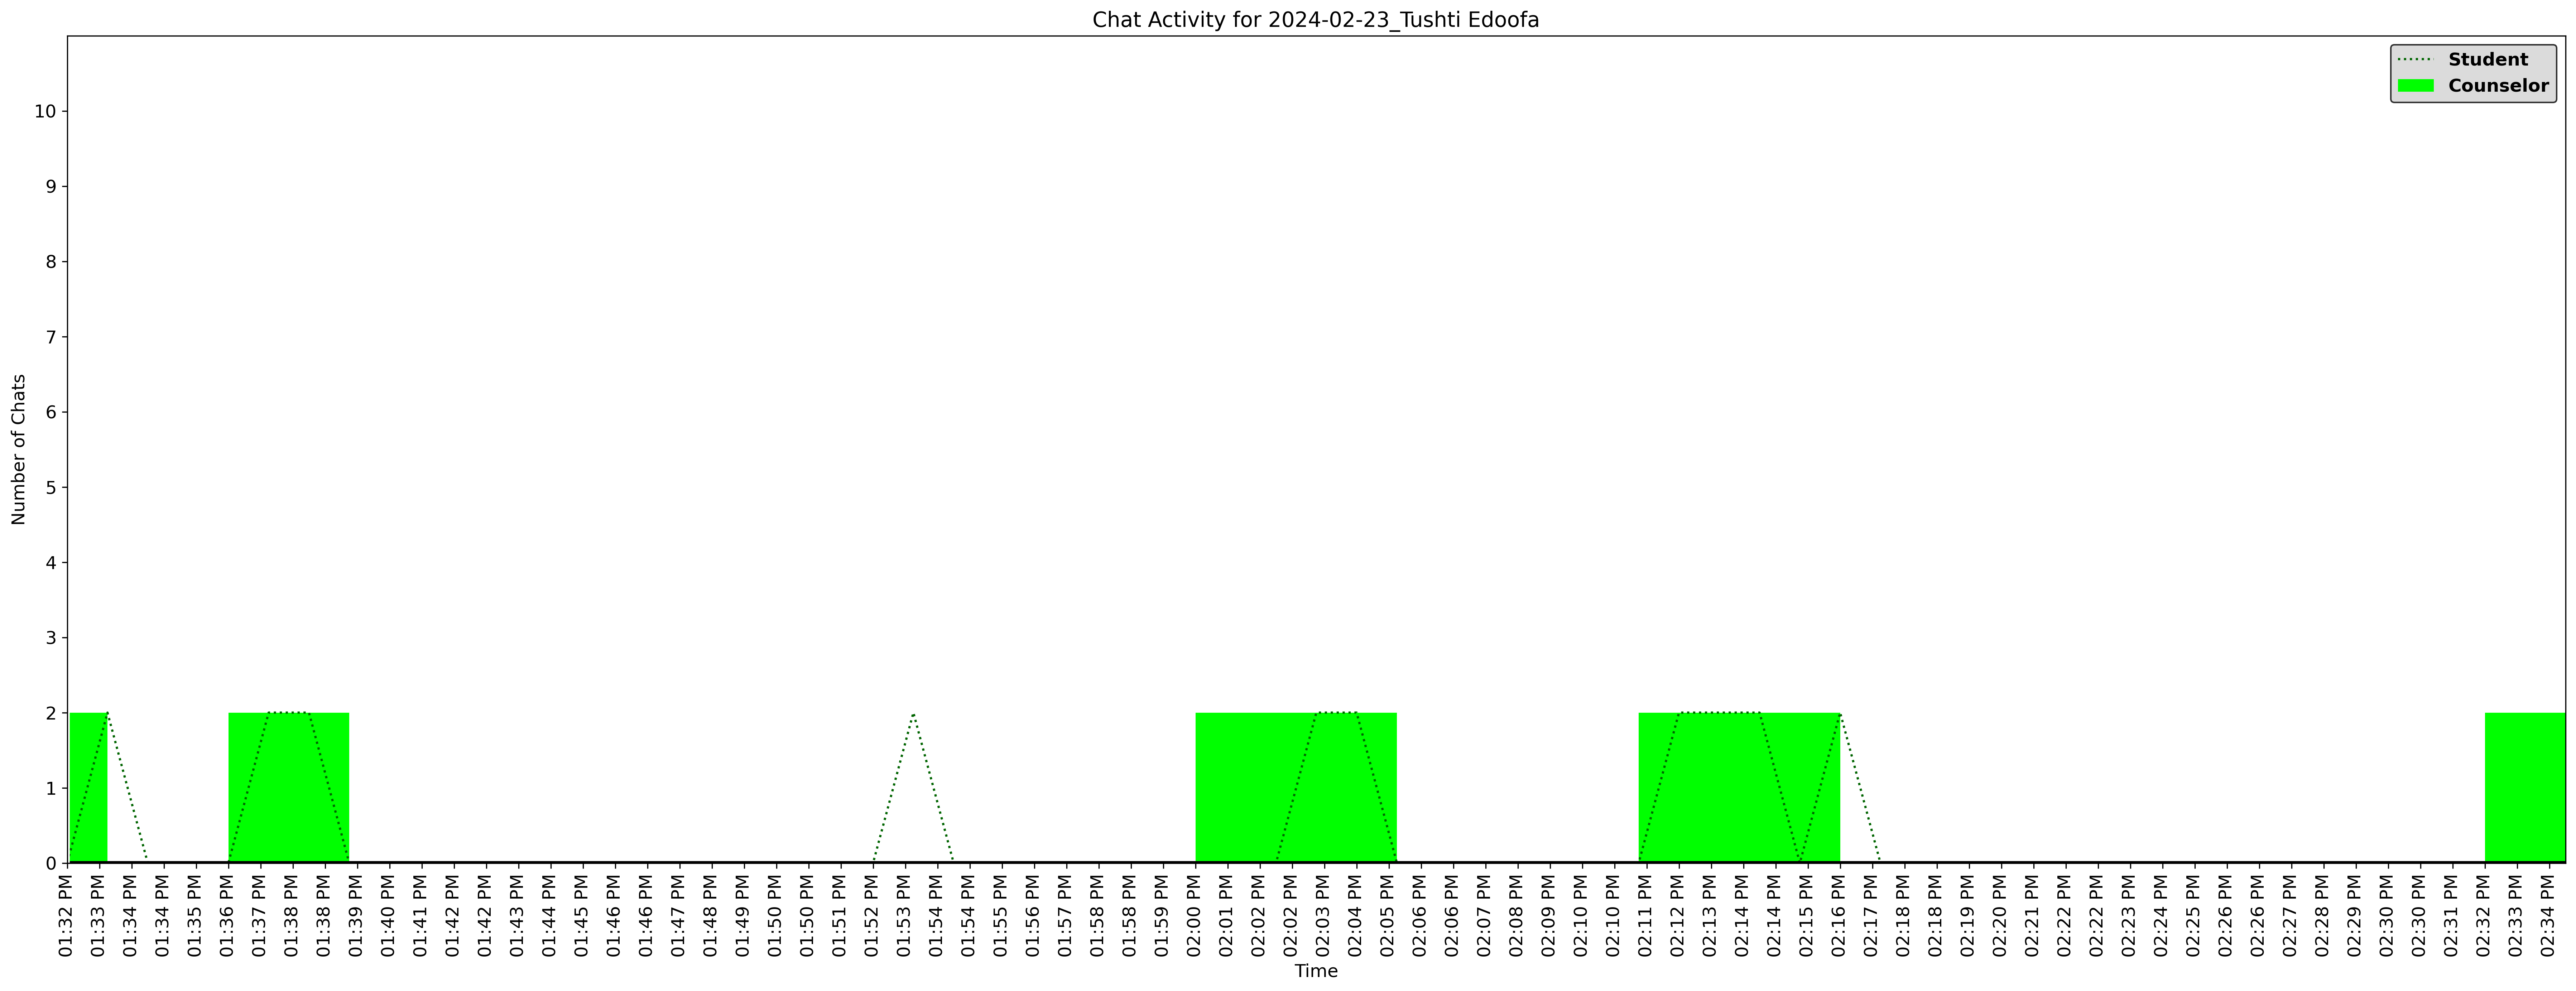 Chat Activity for 2024-02-23_Tushti Edoofa
Student
Counselor
Number of Chats
10
9
8
7
6
5
4
3
2
1
0
01:32 PM
01:33 PM
01:34 PM
01:34 PM
01:35 PM
01:36 PM
01:37 PM
01:38 PM
01:38 PM
01:39 PM
01:40 PM
01:41 PM
01:42 PM
01:42 PM
01:43 PM
01:44 PM
01:45 PM
01:46 PM
01:46 PM
01:47 PM
01:48 PM
01:49 PM
01:50 PM
01:50 PM
01:51 PM
01:52 PM
01:53 PM
01:54 PM
01:54 PM
01:55 PM
01:56 PM
01:57 PM
01:58 PM
01:58 PM
01:59 PM
02:00 PM
02:01 PM
02:02 PM
02:02 PM
02:03 PM
02:04 PM
02:05 PM
02:06 PM
02:06 PM
02:07 PM
02:08 PM
02:09 PM
02:10 PM
02:10 PM
02:11 PM
02:12 PM
02:13 PM
02:14 PM
02:14 PM
02:15 PM
02:16 PM
02:17 PM
02:18 PM
02:18 PM
02:19 PM
02:20 PM
02:21 PM
02:22 PM
02:22 PM
02:23 PM
02:24 PM
02:25 PM
02:26 PM
02:26 PM
02:27 PM
02:28 PM
02:29 PM
02:30 PM
02:30 PM
02:31 PM
02:32 PM
02:33 PM
02:34 PM
Time